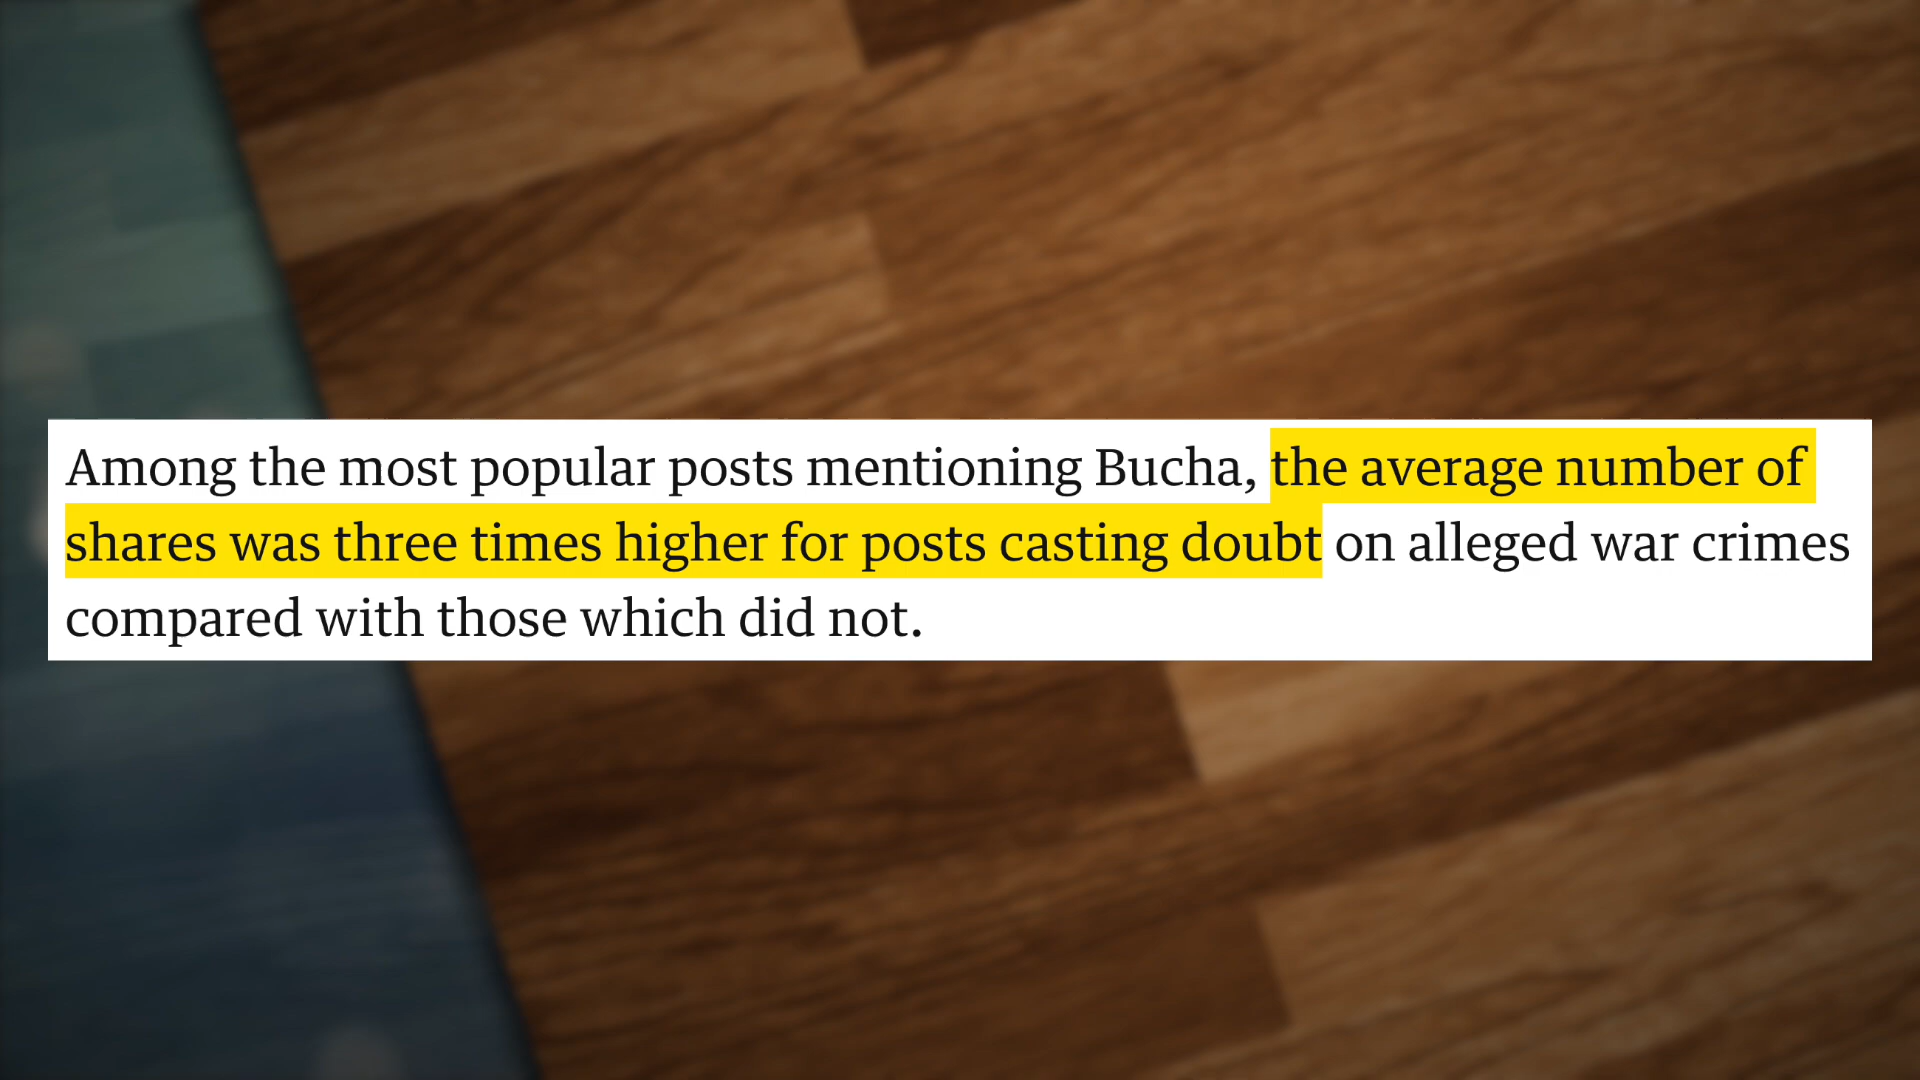 Among the most popular posts mentioning Bucha, the average number of
shares was three times higher for posts casting doubt on alleged war crimes
compared with those which did not.